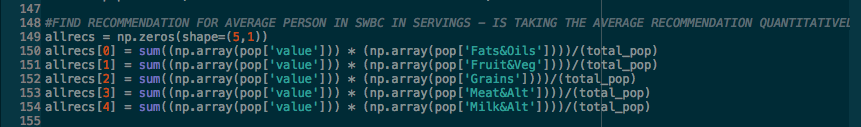 147
148 #FIND RECOMMENDATION FOR AVERAGE PERSON IN SWBC IN SERVINGS - IS TAKING THE AVERAGE RECOMMENDATION QUANTITATIVEL
149 allrecs = np.zeros(shape=(5,1))
150 allrecs[0] = sum((np.array(pop['value'])) * (np.array(pop['Fats&Oils'])))/(total_pop)
151 allrecs[1] = sum((np.array(pop['value'])) * (np.array(pop['Fruit&Veg'])))/(total_pop)
152 allrecs[2] = sum((np.array(pop['value'])) * (np.array(pop['Grains'])))/(total_pop)
153 allrecs[3] = sum((np.array(pop['value'])) * (np.array(pop['Meat&Alt'])))/(total_pop)
154 allrecs[4] = sum((np.array(pop['value'])) * (np.array(pop['Milk&Alt'])))/(total_pop)
155